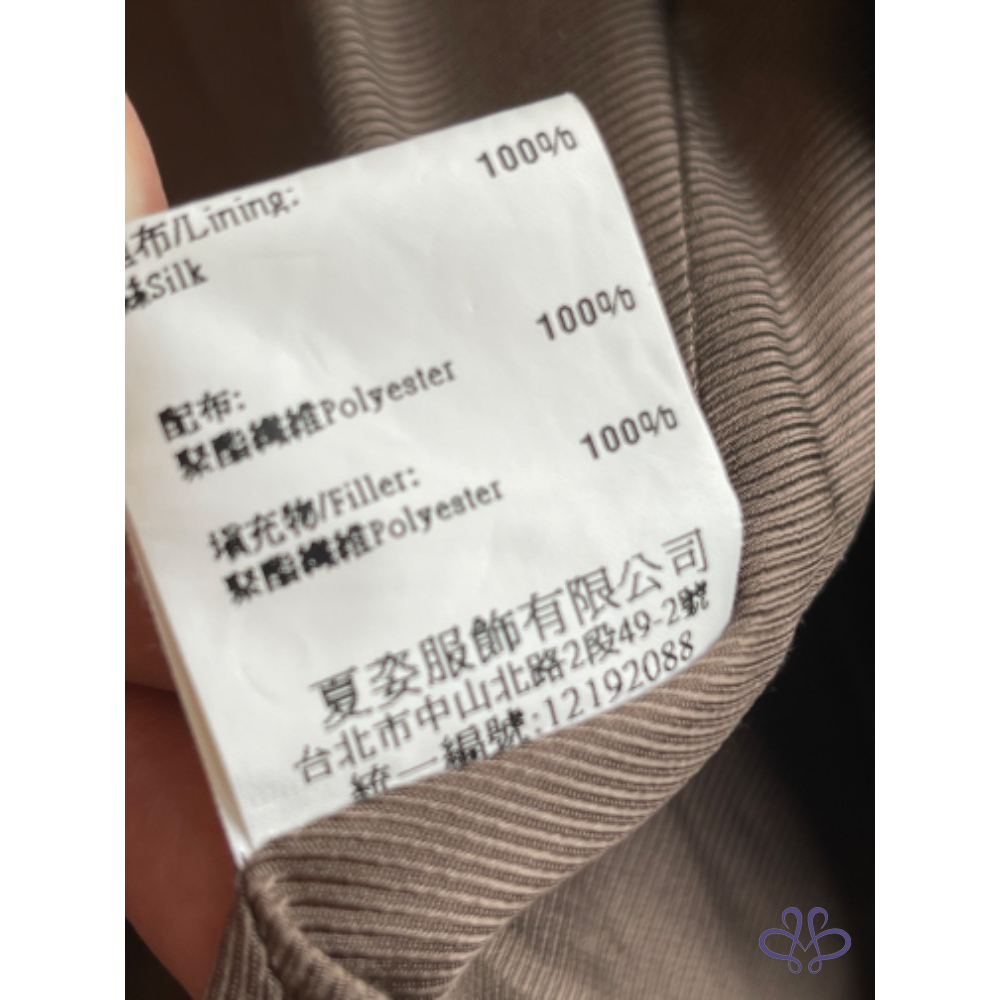 布/Lining:
Silk 100%
配布:
聚酯纖維Polyester 100%
填充物/Filler:
聚酯纖維Polyester 100%
夏姿服飾有限公司
台北市中山北路2段49-2號
統一編號:12192088